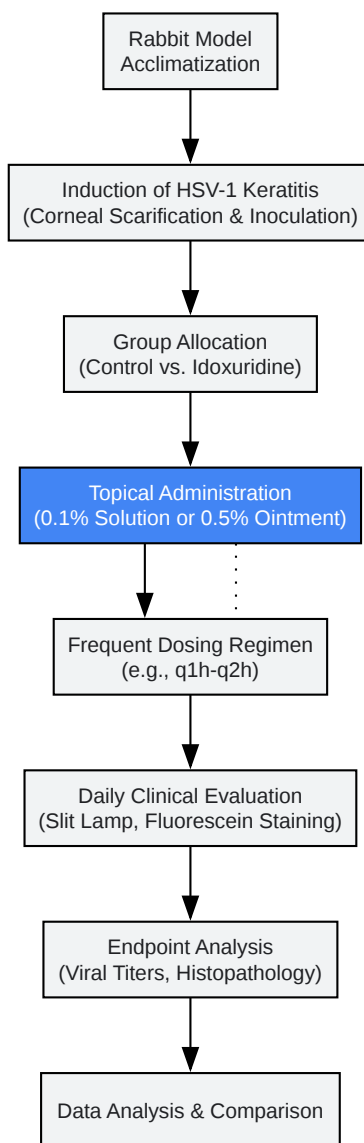 Rabbit Model
Acclimatization
Induction of HSV-1 Keratitis
(Corneal Scarification & Inoculation)
Group Allocation
(Control vs. Idoxuridine)
Topical Administration
(0.1% Solution or 0.5% Ointment)
Frequent Dosing Regimen
(e.g., q1h-q2h)
Daily Clinical Evaluation
(Slit Lamp, Fluorescein Staining)
Endpoint Analysis
(Viral Titers, Histopathology)
Data Analysis & Comparison